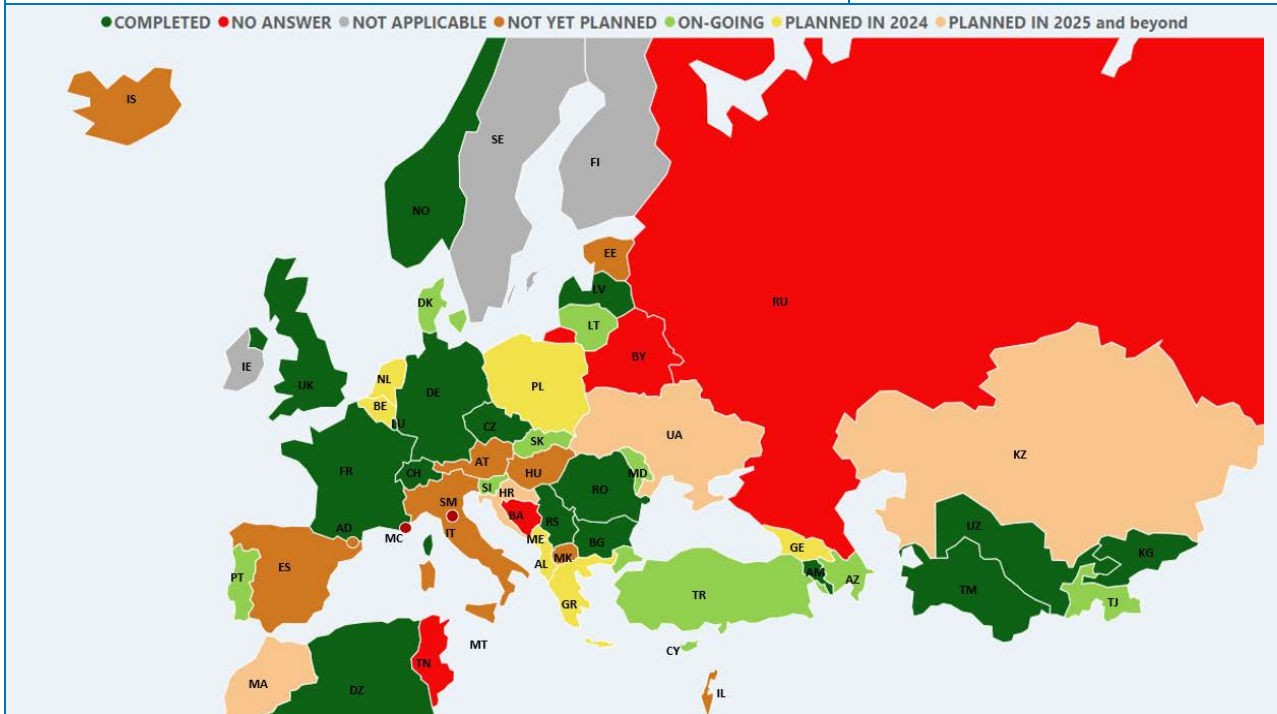 COMPLETED NO ANSWER NOT APPLICABLE NOT YET PLANNED ON-GOING PLANNED IN 2024 PLANNED IN 2025 and beyond
IS
SE
FI
NO
EE
LV
RU
DK
LT
IE
BY
UK
NL
DE
PL
BE
LU
CZ
UA
SK
KZ
FR
CH
AT
HU
MD
SI
HR
RO
SM
BA
RS
UZ
AD
MC
IT
ME
BG
GE
KG
ES
AL
MK
PT
AM
AZ
TM
GR
TR
TJ
MT
CY
TN
MA
DZ
IL